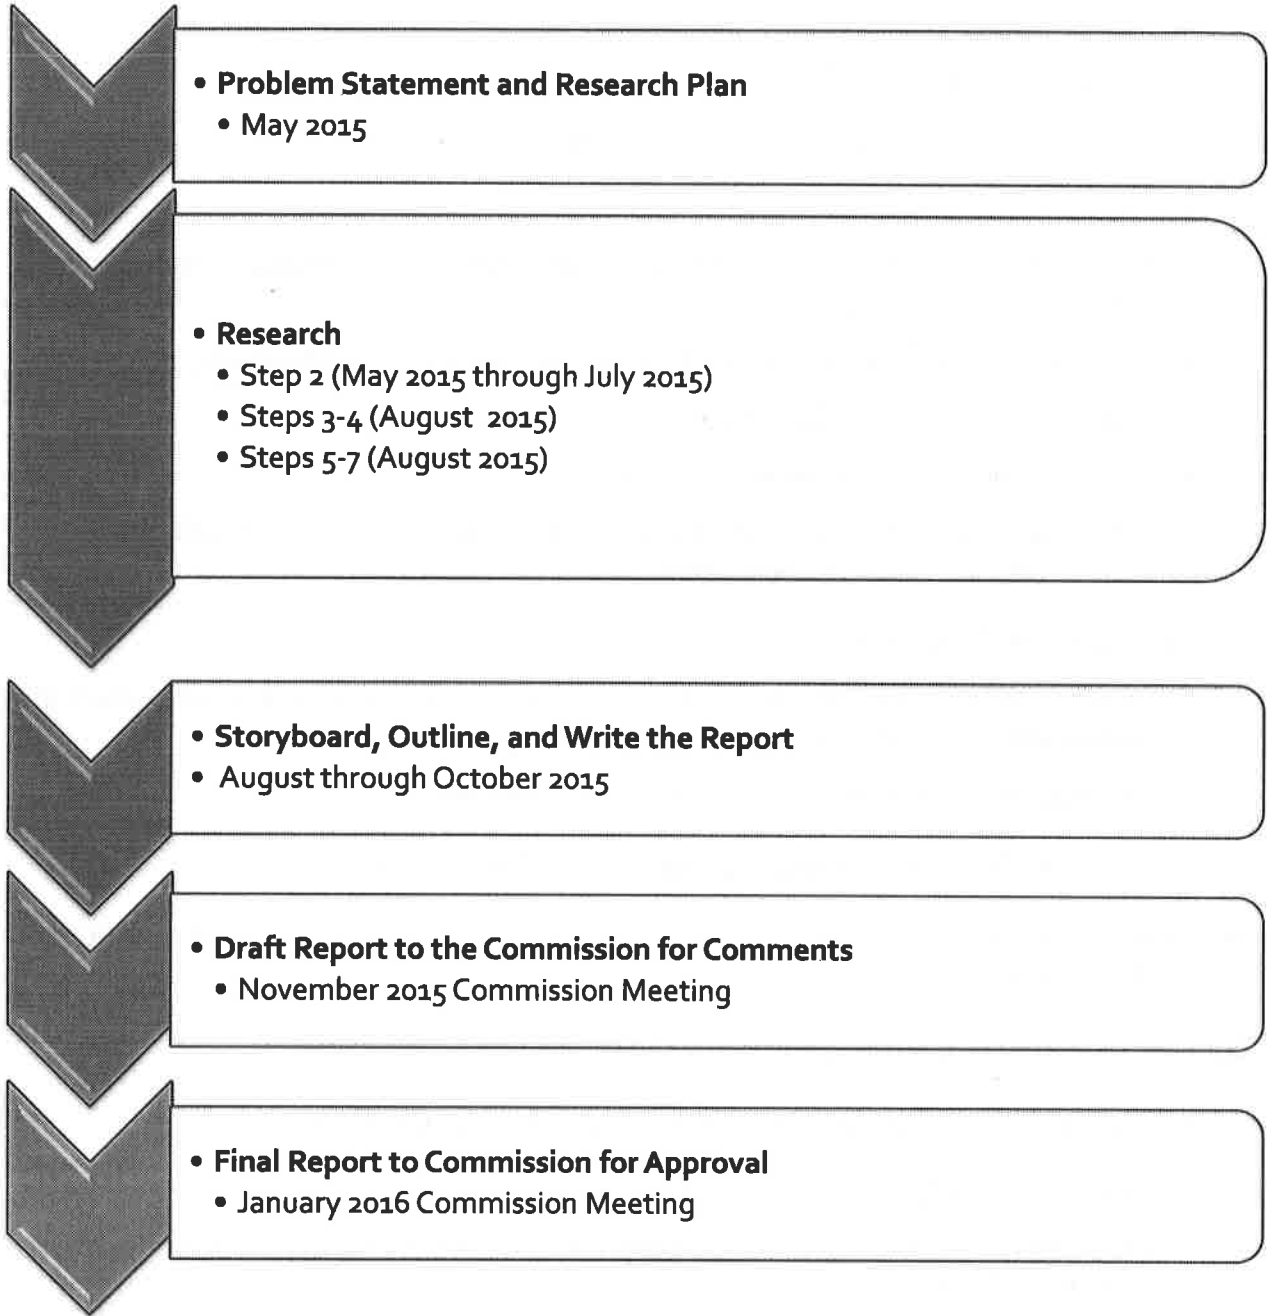 • Problem Statement and Research Plan
• May 2015
• Research
• Step 2 (May 2015 through July 2015)
• Steps 3-4 (August 2015)
• Steps 5-7 (August 2015)
• Storyboard, Outline, and Write the Report
• August through October 2015
• Draft Report to the Commission for Comments
• November 2015 Commission Meeting
• Final Report to Commission for Approval
• January 2016 Commission Meeting